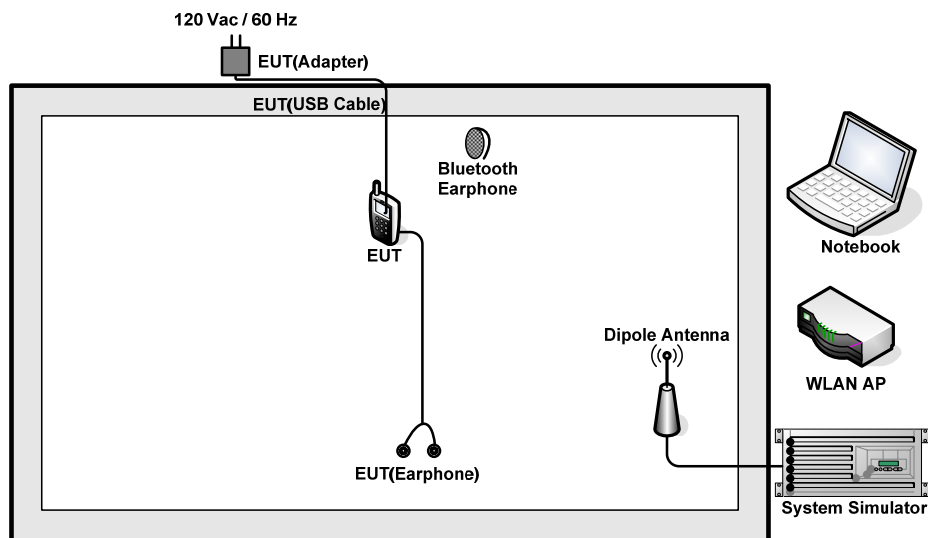 120 Vac / 60 Hz
EUT(Adapter)
EUT(USB Cable)
Bluetooth
Earphone
EUT
Notebook
Dipole Antenna
WLAN AP
EUT(Earphone)
System Simulator